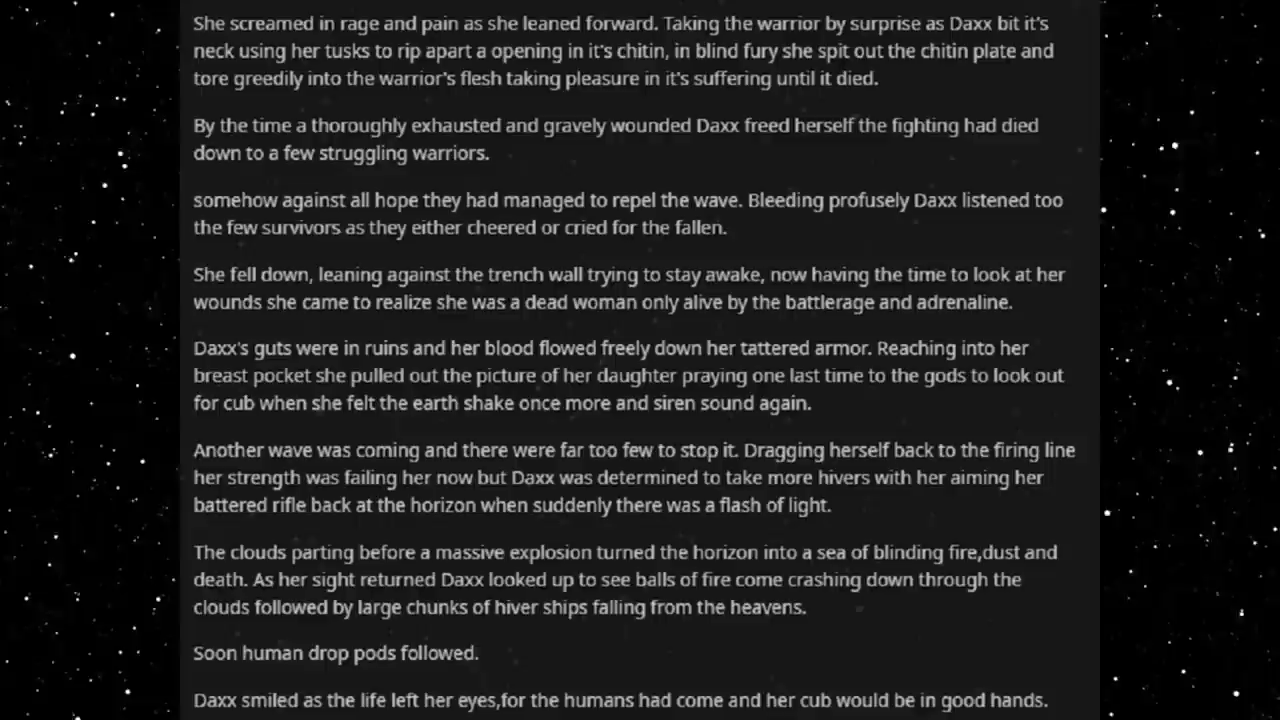 She screamed in rage and pain as she leaned forward. Taking the warrior by surprise as Daxx bit it's
neck using her tusks to rip apart a opening in it's chitin, in blind fury she spit out the chitin plate and
tore greedily into the warrior's flesh taking pleasure in it's suffering until it died.
By the time a thoroughly exhausted and gravely wounded Daxx freed herself the fighting had died
down to a few struggling warriors.
somehow against all hope they had managed to repel the wave. Bleeding profusely Daxx listened too
the few survivors as they either cheered or cried for the fallen.
She fell down, leaning against the trench wall trying to stay awake, now having the time to look at her
wounds she came to realize she was a dead woman only alive by the battlerage and adrenaline.
Daxx's guts were in ruins and her blood flowed freely down her tattered armor. Reaching into her
breast pocket she pulled out the picture of her daughter praying one last time to the gods to look out
for cub when she felt the earth shake once more and siren sound again.
Another wave was coming and there were far too few to stop it. Dragging herself back to the firing line
her strength was failing her now but Daxx was determined to take more hivers with her aiming her
battered rifle back at the horizon when suddenly there was a flash of light.
The clouds parting before a massive explosion turned the horizon into a sea of blinding fire,dust and
death. As her sight returned Daxx looked up to see balls of fire come crashing down through the
clouds followed by large chunks of hiver ships falling from the heavens.
Soon human drop pods followed.
Daxx smiled as the life left her eyes,for the humans had come and her cub would be in good hands.